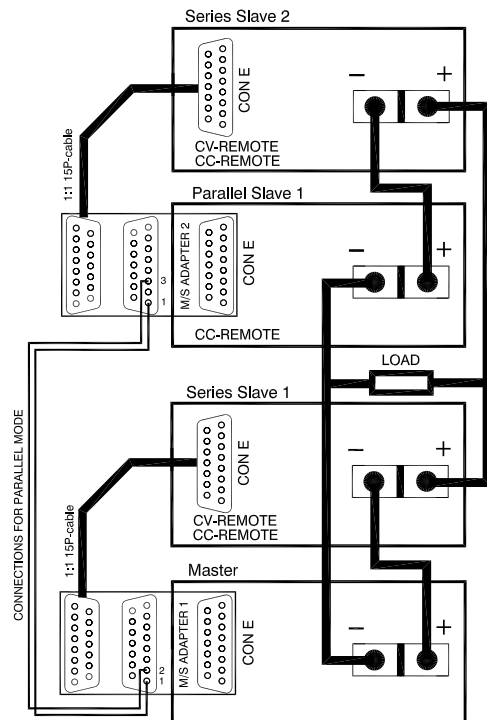 Series Slave 2
CON E
1:1 15P-cable
CV-REMOTE
CC-REMOTE
- +
Parallel Slave 1
M/S ADAPTER 2
CON E
3
1
- +
CC-REMOTE
LOAD
CONNECTIONS FOR PARALLEL MODE
Series Slave 1
CON E
1:1 15P-cable
CV-REMOTE
CC-REMOTE
- +
Master
M/S ADAPTER 1
CON E
2
1
- +